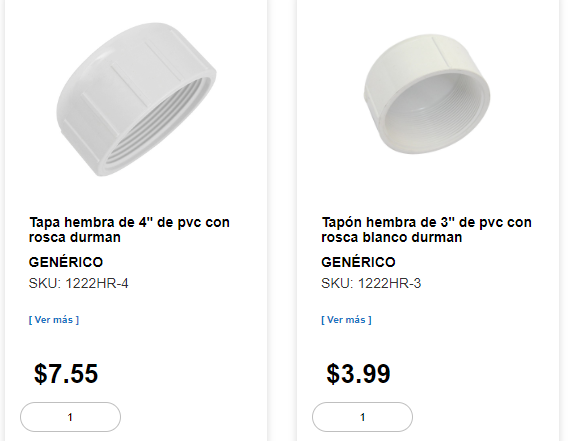 Tapa hembra de 4" de pvc con
rosca durman
GENÉRICO
SKU: 1222HR-4
[ Ver más ]
$7.55
1
Tapón hembra de 3" de pvc con
rosca blanco durman
GENÉRICO
SKU: 1222HR-3
[ Ver más ]
$3.99
1